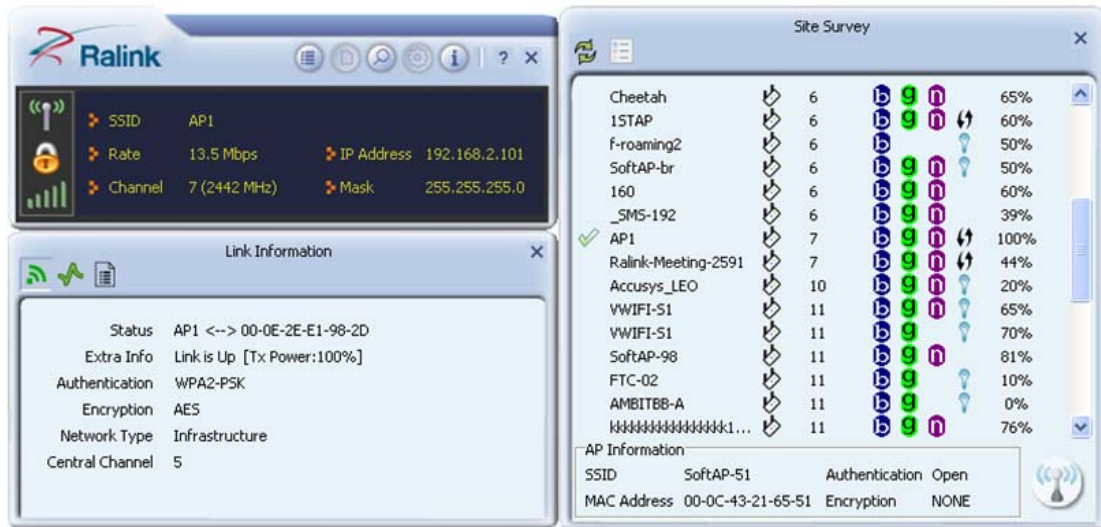 Ralink
? ×
SSID AP1
Rate 13.5 Mbps IP Address 192.168.2.101
Channel 7 (2442 MHz) Mask 255.255.255.0
Link Information
Status AP1 <--> 00-0E-2E-E1-98-2D
Extra Info Link is Up [Tx Power:100%]
Authentication WPA2-PSK
Encryption AES
Network Type Infrastructure
Central Channel 5
Site Survey
Cheetah 6 b g n 65%
1STAP 6 b g n 60%
f-roaming2 6 b 50%
SoftAP-br 6 b g n 50%
160 6 b g n 60%
_SMS-192 6 b g n 39%
AP1 7 b g n 100%
Ralink-Meeting-2591 7 b g n 44%
Accusys_LEO 10 b g n 20%
VWIFI-S1 11 b g n 65%
VWIFI-S1 11 b g 70%
SoftAP-98 11 b g n 81%
FTC-02 11 b g 10%
AMBITBB-A 11 b g 0%
kkkkkkkkkkkkkkkk1... 11 b g n 76%
AP Information
SSID SoftAP-51 Authentication Open
MAC Address 00-0C-43-21-65-51 Encryption NONE